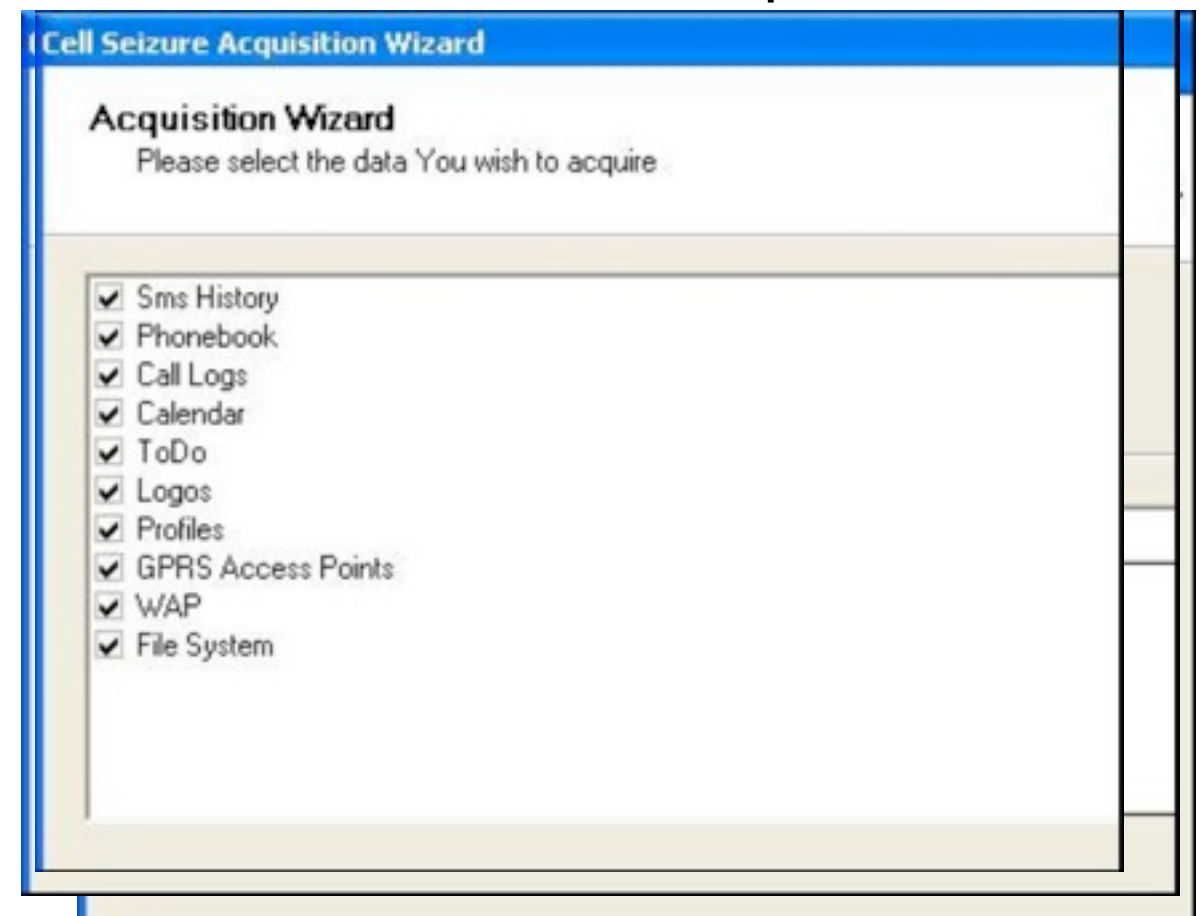 Cell Seizure Acquisition Wizard
Acquisition Wizard
Please select the data You wish to acquire
Sms History
Phonebook
Call Logs
Calendar
ToDo
Logos
Profiles
GPRS Access Points
WAP
File System